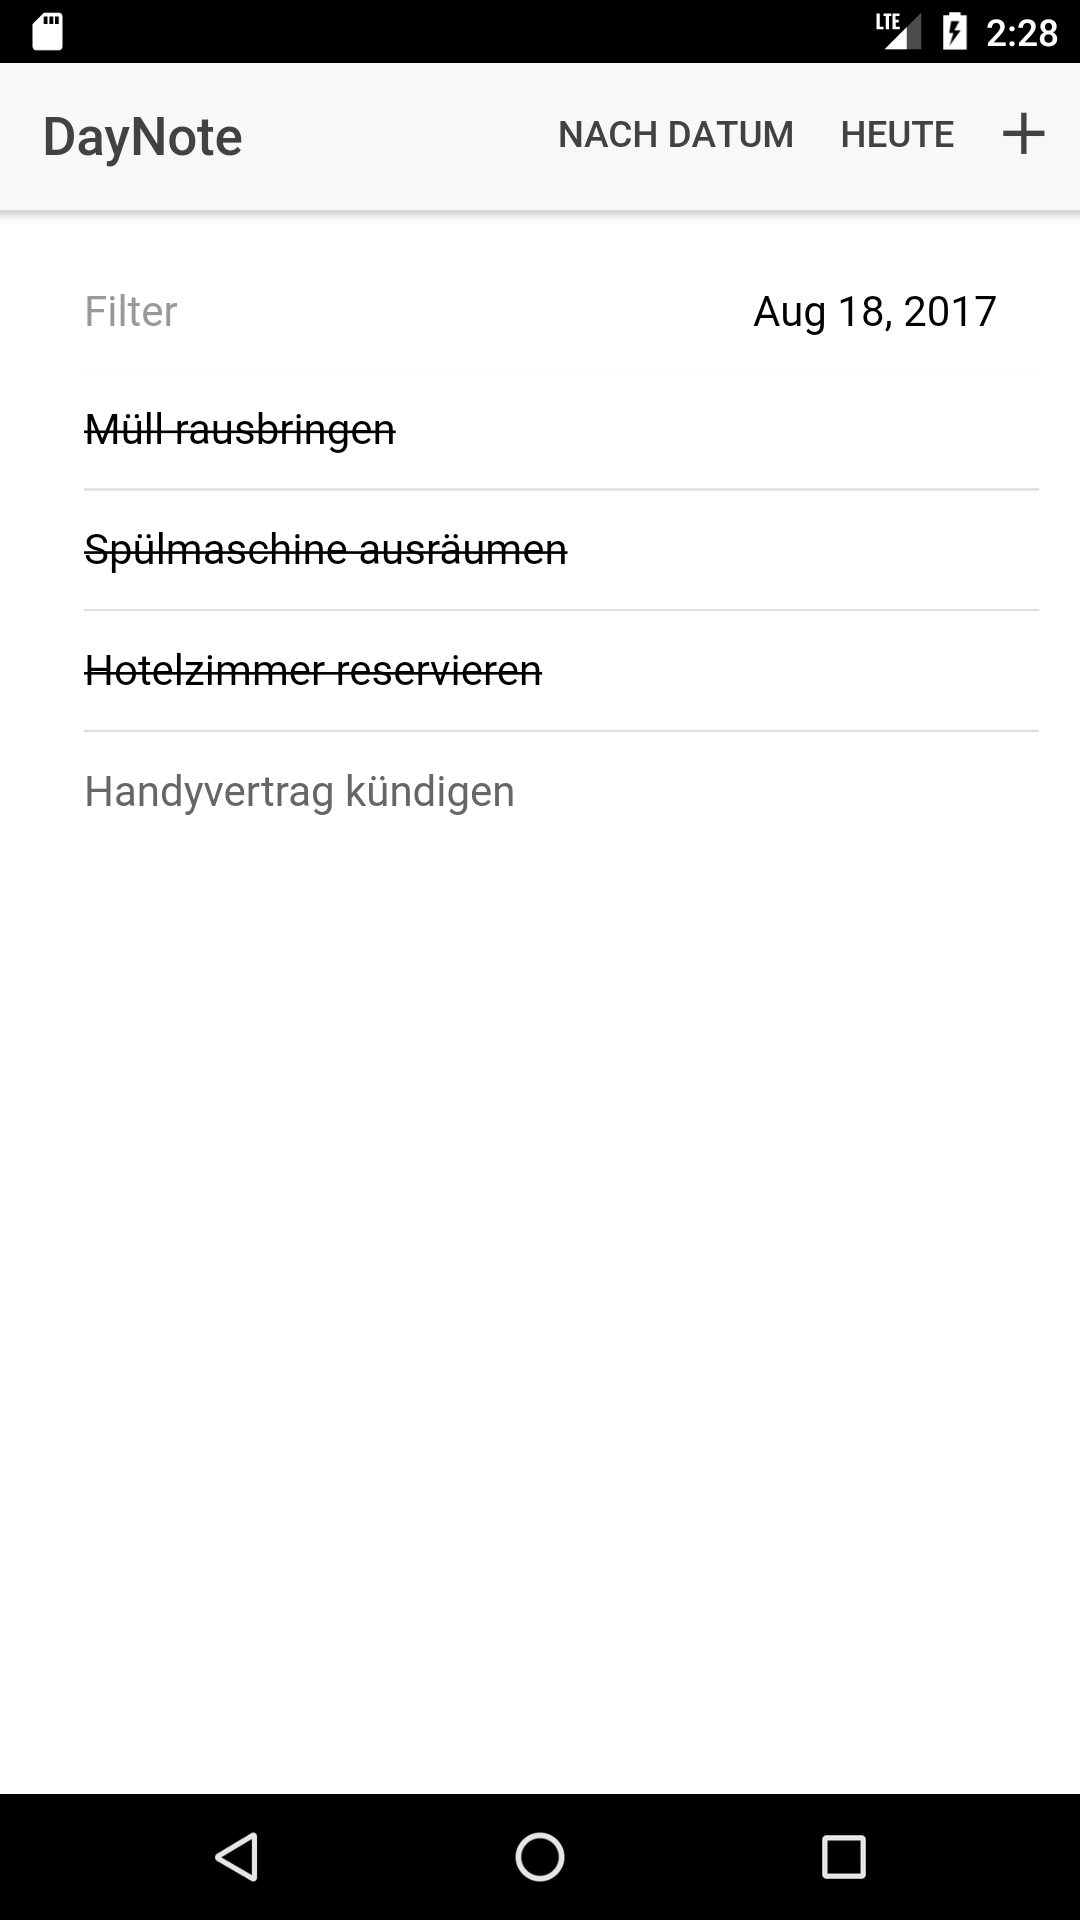 LTE 2:28
DayNote NACH DATUM HEUTE
Filter Aug 18, 2017
Müll rausbringen
Spülmaschine ausräumen
Hotelzimmer reservieren
Handyvertrag kündigen